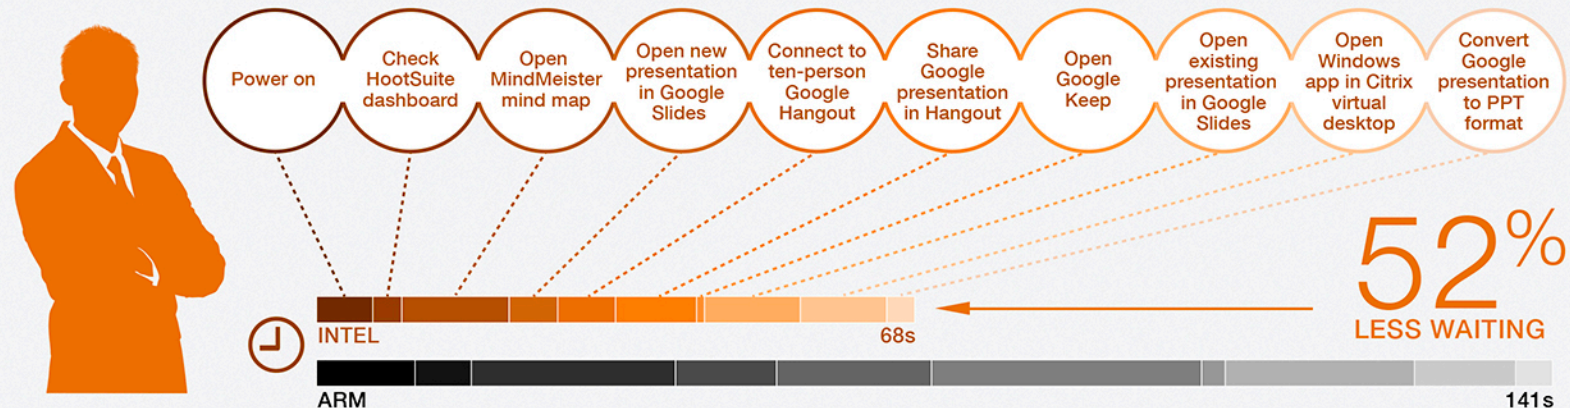 Power on
Check
HootSuite
dashboard
Open
MindMeister
mind map
Open new
presentation
in Google
Slides
Connect to
ten-person
Google
Hangout
Share
Google
presentation
in Hangout
Open
Google
Keep
Open
existing
presentation
in Google
Slides
Open
Windows
app in Citrix
virtual
desktop
Convert
Google
presentation
to PPT
format
52%
LESS WAITING
INTEL
68s
ARM
141s